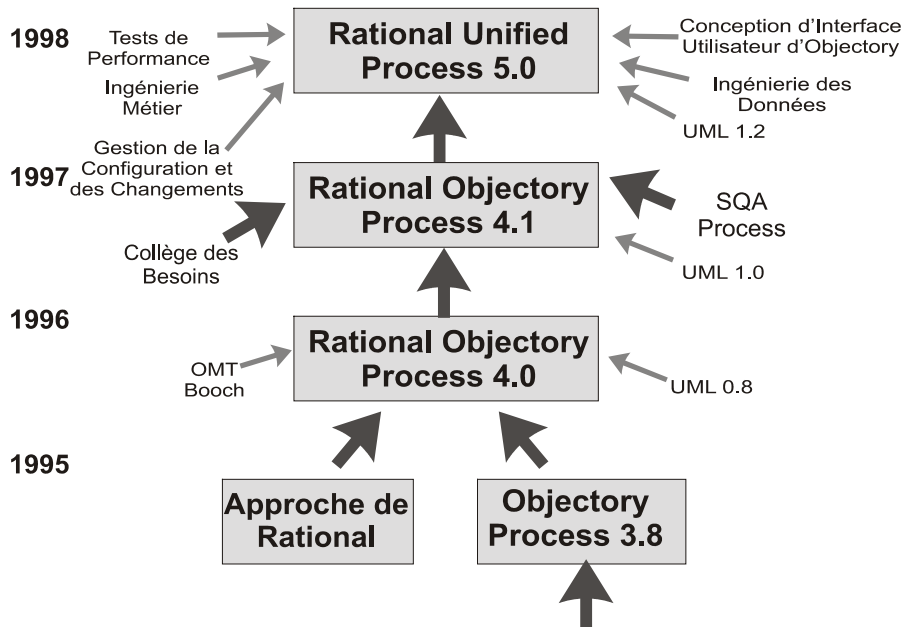 1998
Tests de
Performance
Ingénierie
Métier
Gestion de la
Configuration et
des Changements
Rational Unified
Process 5.0
Conception d'Interface
Utilisateur d'Objectory
Ingénierie des
Données
UML 1.2
1997
Rational Objectory
Process 4.1
Collège des
Besoins
SQA
Process
UML 1.0
1996
Rational Objectory
Process 4.0
OMT
Booch
UML 0.8
1995
Approche de
Rational
Objectory
Process 3.8